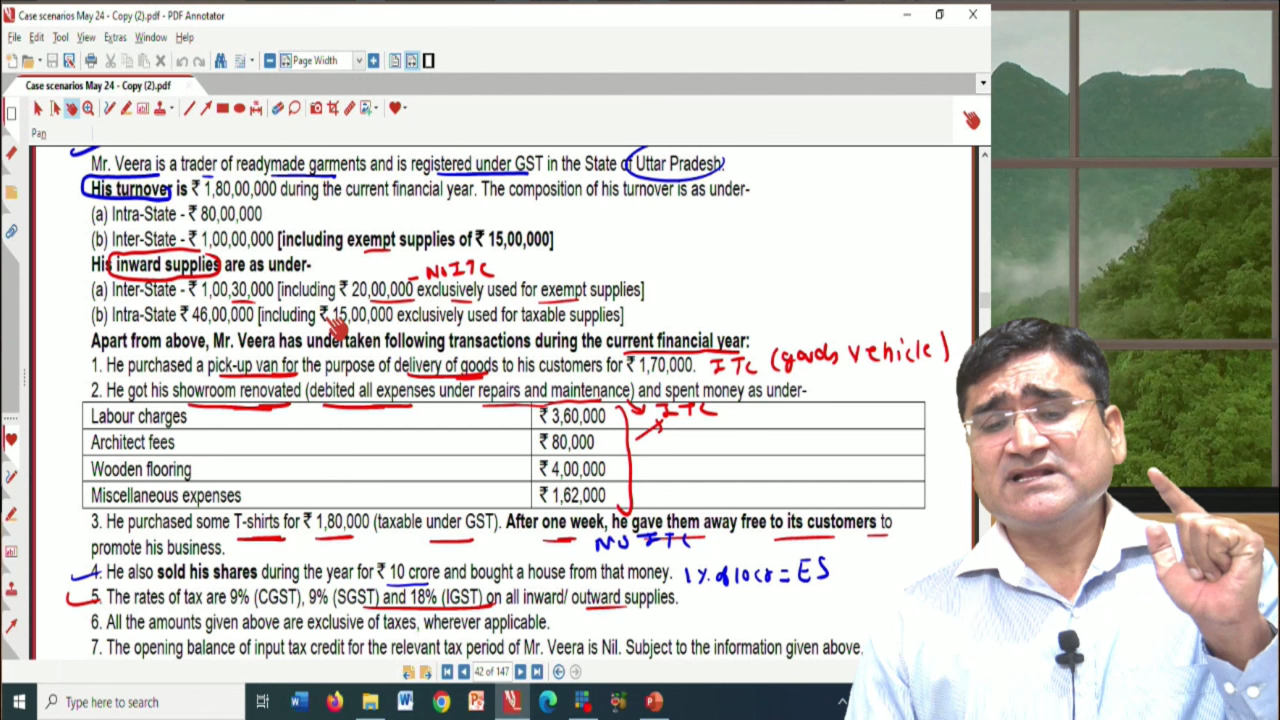 Case scenarios May 24 - Copy (2).pdf - PDF Annotator
File Edit Tool View Extras Window Help
Page Width
Case scenarios May 24 - Copy (2).pdf
Pan
Mr. Veera is a trader of readymade garments and is registered under GST in the State of Uttar Pradesh.
His turnover is ₹ 1,80,00,000 during the current financial year. The composition of his turnover is as under-
(a) Intra-State - ₹ 80,00,000
(b) Inter-State - ₹ 1,00,00,000 [including exempt supplies of ₹ 15,00,000]
His inward supplies are as under-
No ITC
(a) Inter-State - ₹ 1,00,30,000 [including ₹ 20,00,000 exclusively used for exempt supplies]
(b) Intra-State ₹ 46,00,000 [including ₹ 15,00,000 exclusively used for taxable supplies]
Apart from above, Mr. Veera has undertaken following transactions during the current financial year:
1. He purchased a pick-up van for the purpose of delivery of goods to his customers for ₹ 1,70,000. ITC (goods vehicle)
2. He got his showroom renovated (debited all expenses under repairs and maintenance) and spent money as under-
Labour charges ₹ 3,60,000 ITC
Architect fees ₹ 80,000
Wooden flooring ₹ 4,00,000
Miscellaneous expenses ₹ 1,62,000
3. He purchased some T-shirts for ₹ 1,80,000 (taxable under GST). After one week, he gave them away free to its customers to
promote his business. No ITC
4. He also sold his shares during the year for ₹ 10 crore and bought a house from that money. 1% of 10 cr = ES
5. The rates of tax are 9% (CGST), 9% (SGST) and 18% (IGST) on all inward/ outward supplies.
6. All the amounts given above are exclusive of taxes, wherever applicable.
7. The opening balance of input tax credit for the relevant tax period of Mr. Veera is Nil. Subject to the information given above,
42 of 147
Type here to search